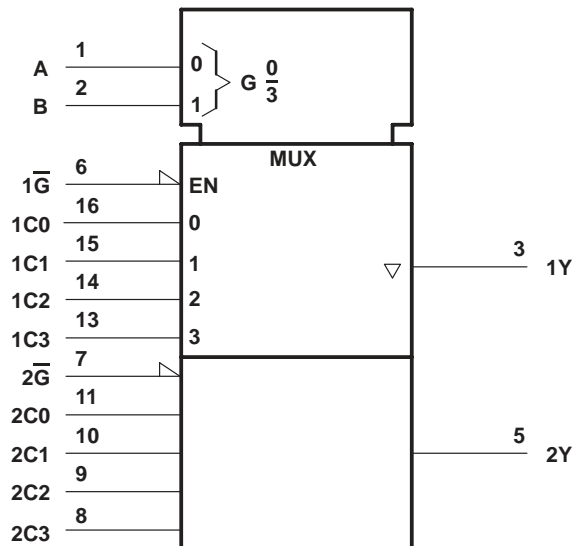 A 1 0
B 2 1
G 0/3
MUX
1G̅ 6 EN
1C0 16 0
1C1 15 1
1C2 14 2
1C3 13 3
3 1Y
2G̅ 7
2C0 11
2C1 10
2C2 9
2C3 8
5 2Y